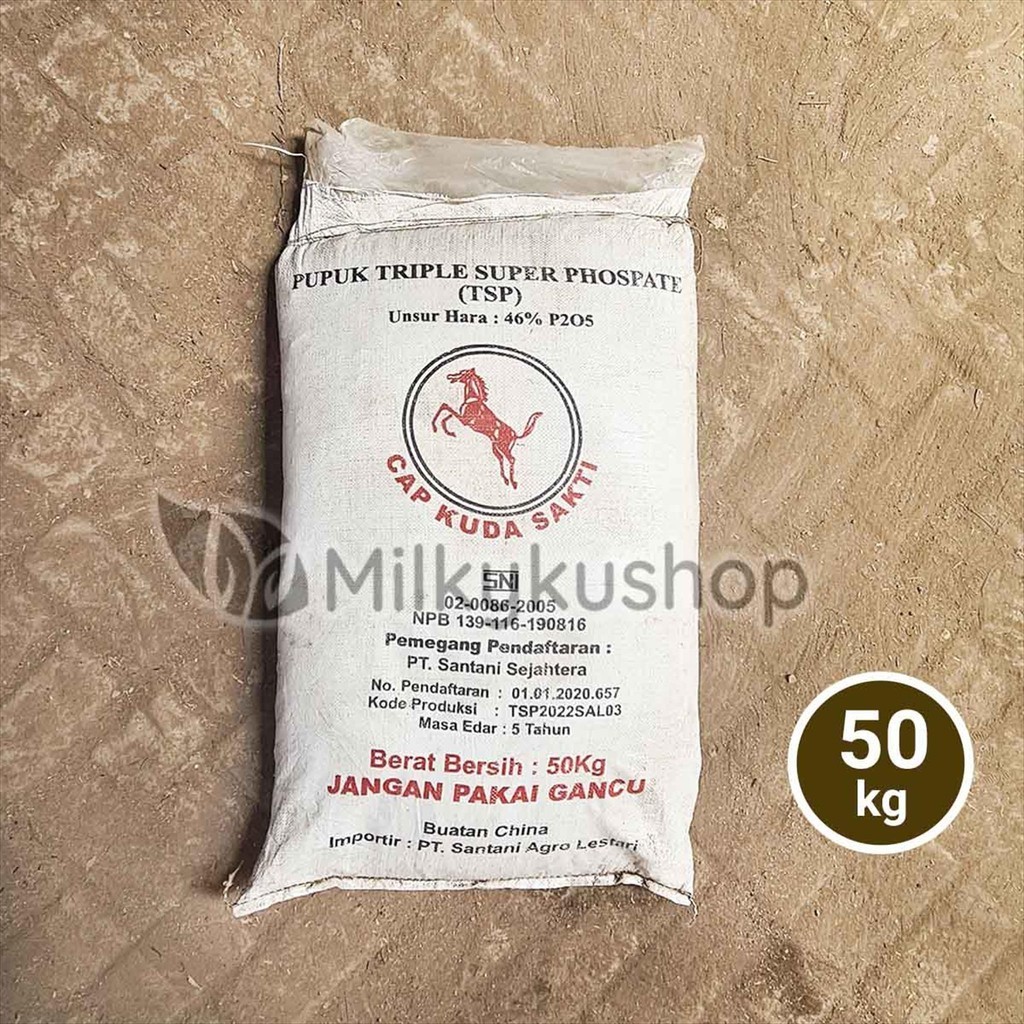 PUPUK TRIPLE SUPER PHOSPATE
(TSP)
Unsur Hara : 46% P2O5
CAP KUDA SAKTI
Milkykushop
SNI
02-0086-2005
NPB 139-116-190816
Pemegang Pendaftaran :
PT. Santani Sejahtera
No. Pendaftaran : 01.01.2020.657
Kode Produksi : TSP2022SAL03
Masa Edar : 5 Tahun
Berat Bersih : 50Kg
JANGAN PAKAI GANCU
Buatan China
Importir : PT. Santani Agro Lestari
50
kg